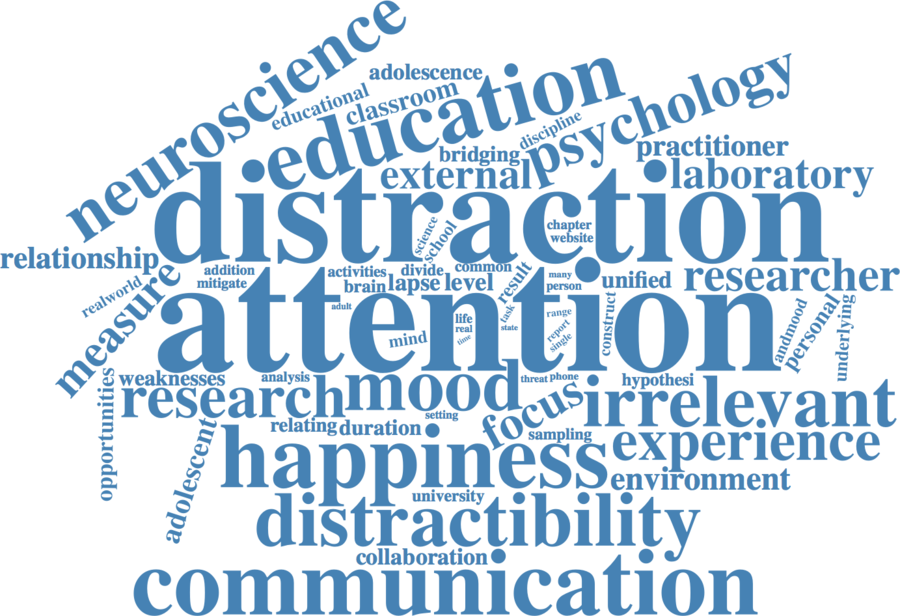 neuroscience
adolescence
educational
classroom
education
discipline
psychology
bridging
practitioner
external
laboratory
distraction
science
school
chapter
website
relationship
addition
mitigate
activities
brain
divide
lapse
common
level
result
many
person
unified
researcher
realworld
measure
attention
adult
mind
life
real
time
task
state
range
report
single
construct
andmood
personal
underlying
opportunities
weaknesses
analysis
research
mood
threat
phone
focus
hypothesi
irrelevant
setting
relating
duration
sampling
experience
adolescent
happiness
environment
university
distractibility
collaboration
communication